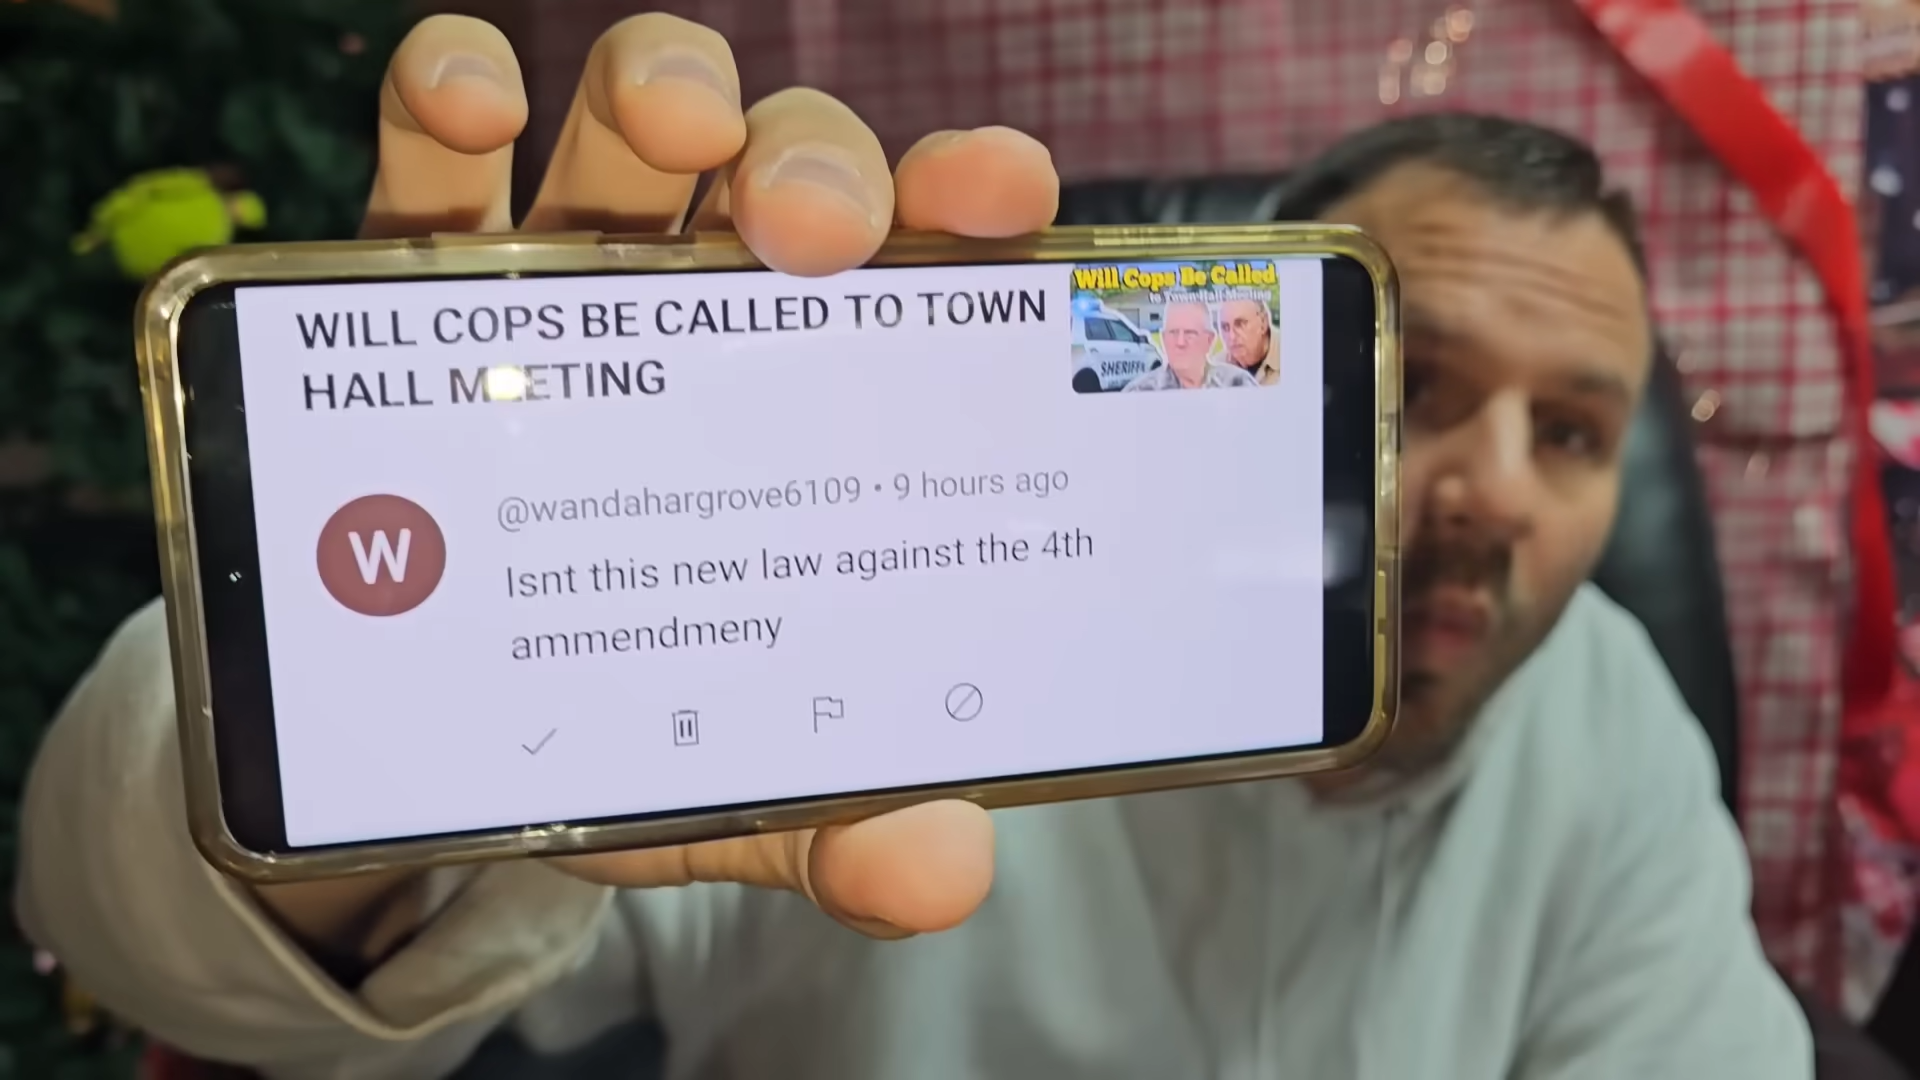 WILL COPS BE CALLED TO TOWN
HALL MEETING
Will Cops Be Called
to Town Hall Meeting
SHERIFF
W
@wandahargrove6109 • 9 hours ago
Isnt this new law against the 4th
ammendmeny